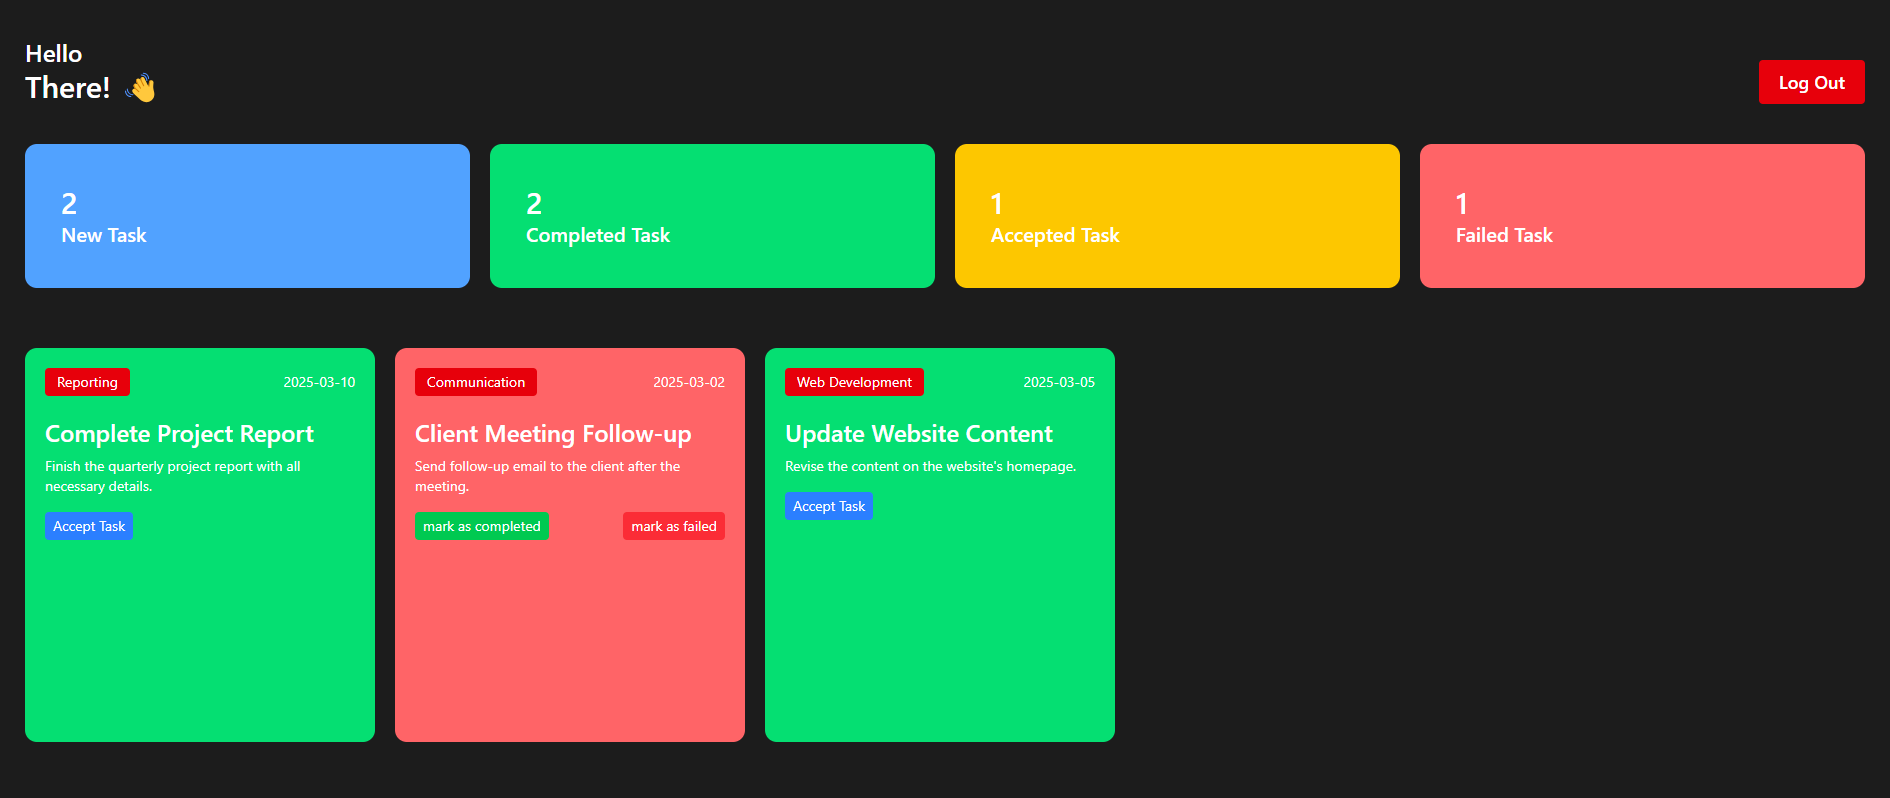 Hello
There! 👋
Log Out
2
New Task
2
Completed Task
1
Accepted Task
1
Failed Task
Reporting
2025-03-10
Complete Project Report
Finish the quarterly project report with all
necessary details.
Accept Task
Communication
2025-03-02
Client Meeting Follow-up
Send follow-up email to the client after the
meeting.
mark as completed
mark as failed
Web Development
2025-03-05
Update Website Content
Revise the content on the website's homepage.
Accept Task